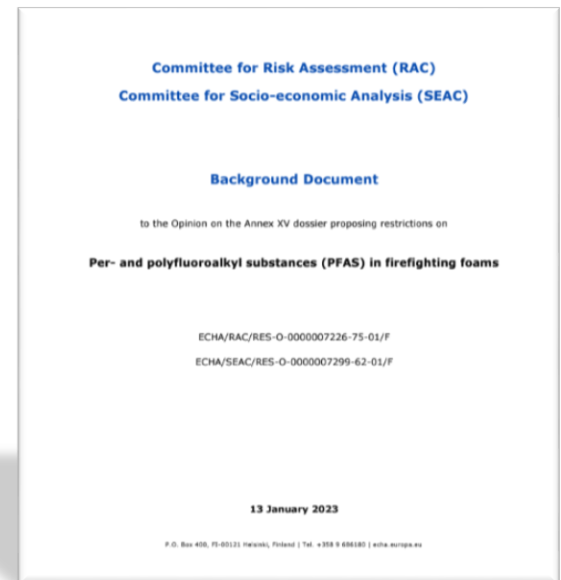 Committee for Risk Assessment (RAC)
Committee for Socio-economic Analysis (SEAC)
Background Document
to the Opinion on the Annex XV dossier proposing restrictions on
Per- and polyfluoroalkyl substances (PFAS) in firefighting foams
ECHA/RAC/RES-O-0000007226-75-01/F
ECHA/SEAC/RES-O-0000007299-62-01/F
13 January 2023
P.O. Box 400, FI-00121 Helsinki, Finland | Tel. +358 9 686180 | echa.europa.eu